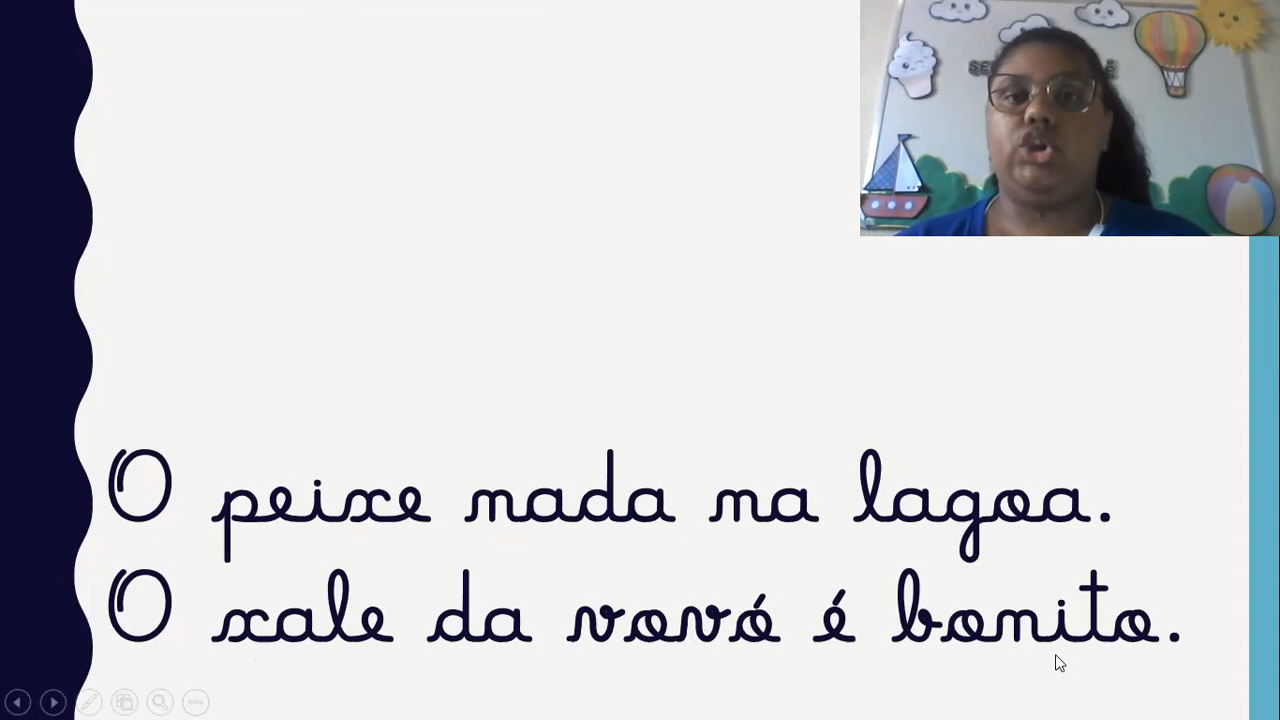 O peixe nada na lagoa.
O xale da vovó é bonito.